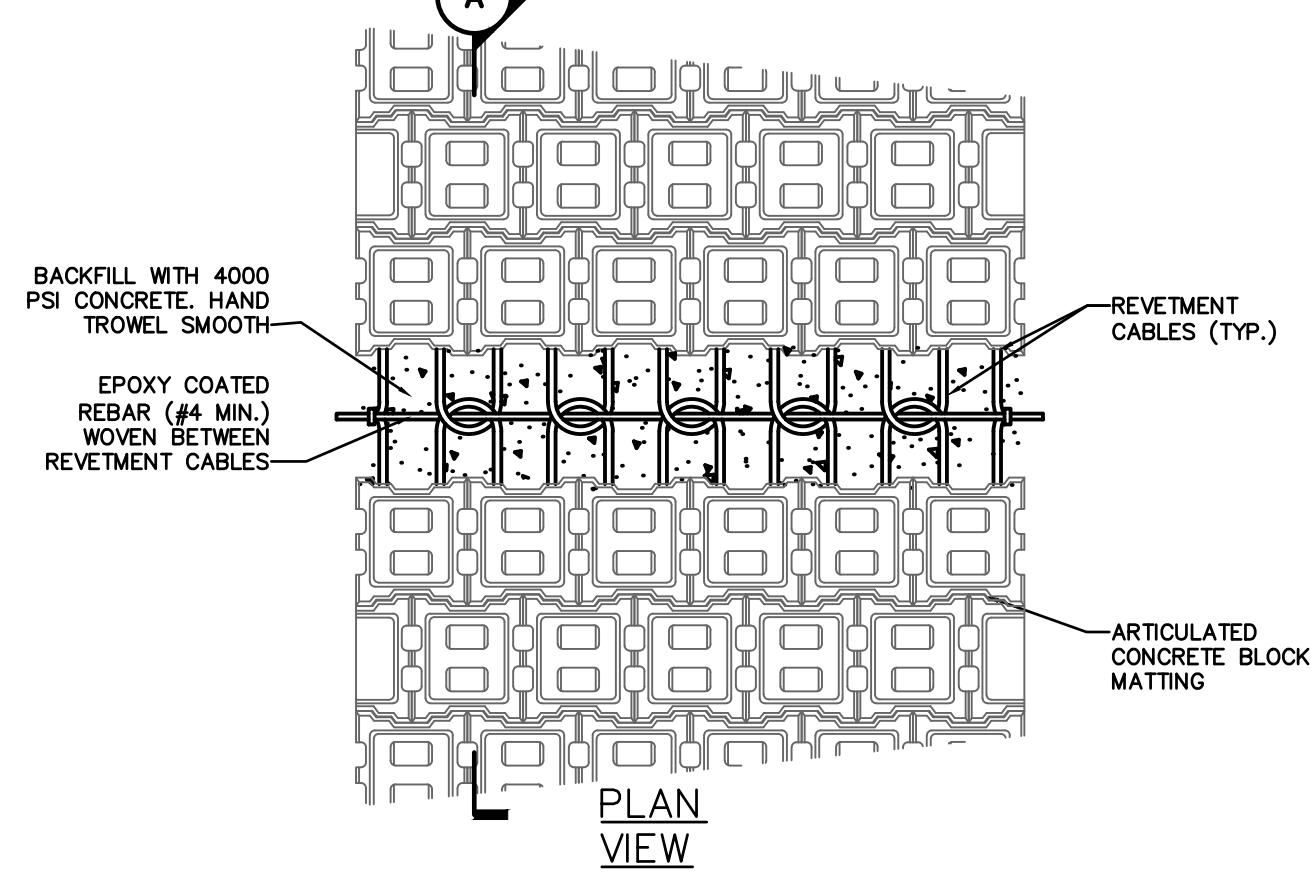 A
BACKFILL WITH 4000
PSI CONCRETE. HAND
TROWEL SMOOTH
EPOXY COATED
REBAR (#4 MIN.)
WOVEN BETWEEN
REVETMENT CABLES
REVETMENT
CABLES (TYP.)
ARTICULATED
CONCRETE BLOCK
MATTING
PLAN
VIEW